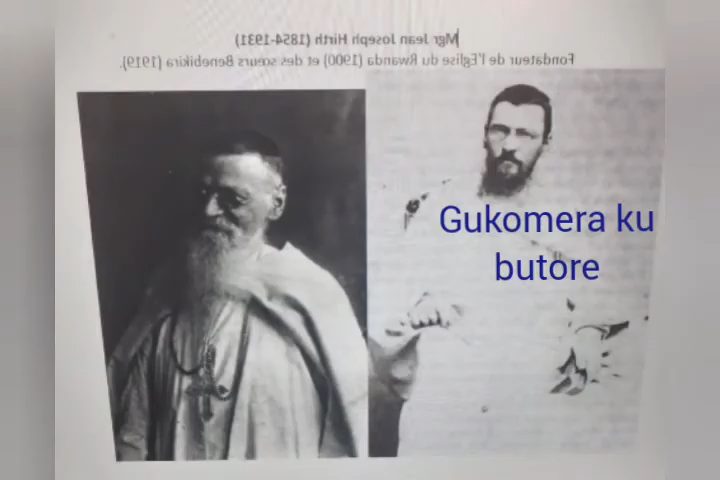 Mgr Jean Joseph Hirth (1854-1931)
Fondateur de l'Eglise du Rwanda (1900) et des sœurs Benebikira (1919).
Gukomera ku
butore